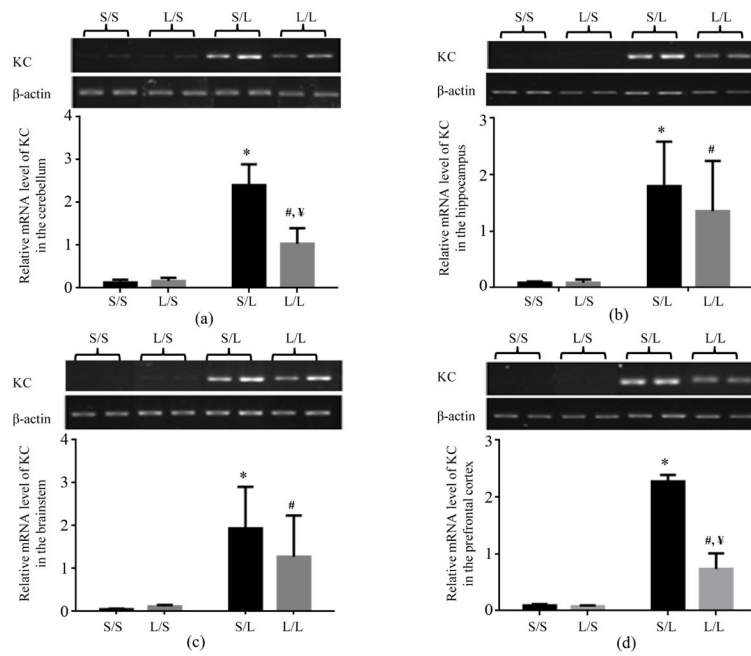 S/S L/S S/L L/L
KC
β-actin
Relative mRNA level of KC
in the cerebellum
4
3
2
1
0
*
#, ¥
S/S L/S S/L L/L
(a)
S/S L/S S/L L/L
KC
β-actin
Relative mRNA level of KC
in the hippocampus
3
2
1
0
*
#
S/S L/S S/L L/L
(b)
S/S L/S S/L L/L
KC
β-actin
Relative mRNA level of KC
in the brainstem
4
3
2
1
0
*
#
S/S L/S S/L L/L
(c)
S/S L/S S/L L/L
KC
β-actin
Relative mRNA level of KC
in the prefrontal cortex
3
2
1
0
*
#, ¥
S/S L/S S/L L/L
(d)